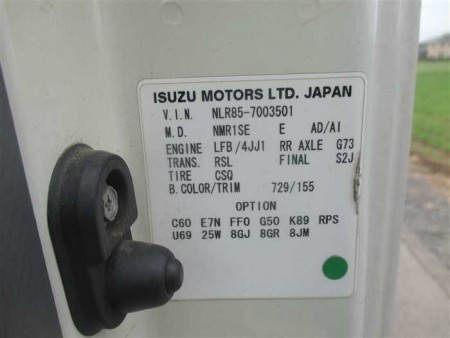 ISUZU MOTORS LTD. JAPAN
V.I.N. NLR85-7003501
M.D. NMR1SE E AD/AI
ENGINE LFB/4JJ1 RR AXLE G73
TRANS. RSL FINAL S2J
TIRE CSQ
B.COLOR/TRIM 729/155
OPTION
C60 E7N FF0 G50 K89 RPS
U69 25W 8GJ 8GR 8JM